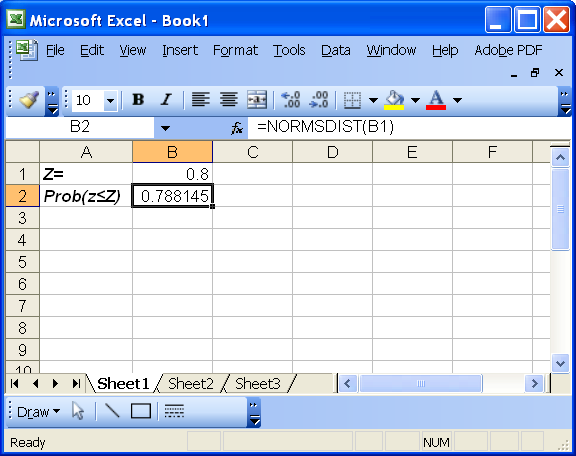 Microsoft Excel - Book1
File Edit View Insert Format Tools Data Window Help Adobe PDF
10 B I A
B2 fx =NORMSDIST(B1)
A B C D E F
1 Z= 0.8
2 Prob(z≤Z) 0.788145
3
4
5
6
7
8
9
10
Sheet1 Sheet2 Sheet3
Draw
Ready NUM